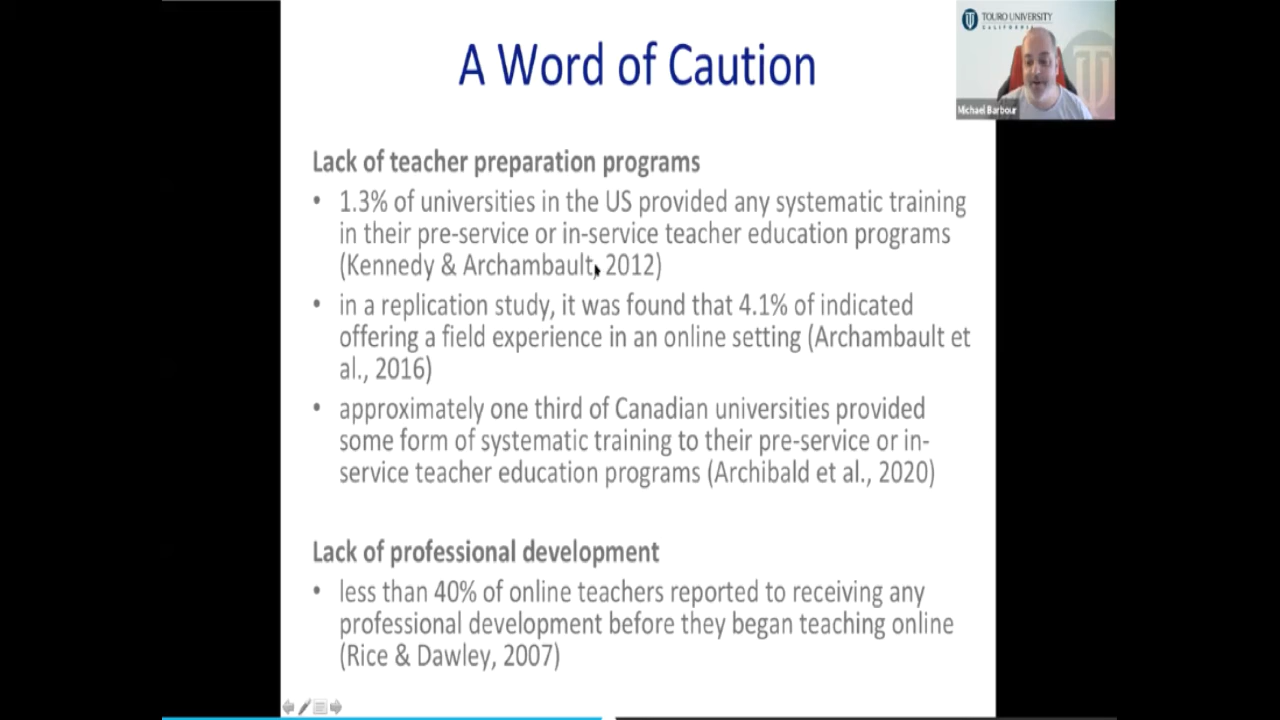 A Word of Caution
TOURO UNIVERSITY
CALIFORNIA
Michael Barbour
Lack of teacher preparation programs
• 1.3% of universities in the US provided any systematic training
in their pre-service or in-service teacher education programs
(Kennedy & Archambault, 2012)
• in a replication study, it was found that 4.1% of indicated
offering a field experience in an online setting (Archambault et
al., 2016)
• approximately one third of Canadian universities provided
some form of systematic training to their pre-service or in-
service teacher education programs (Archibald et al., 2020)
Lack of professional development
• less than 40% of online teachers reported to receiving any
professional development before they began teaching online
(Rice & Dawley, 2007)